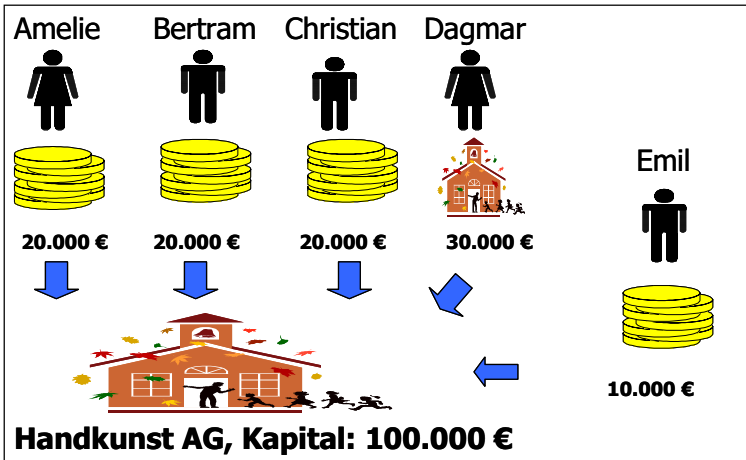 Amelie
Bertram
Christian
Dagmar
Emil
20.000 €
20.000 €
20.000 €
30.000 €
10.000 €
Handkunst AG, Kapital: 100.000 €